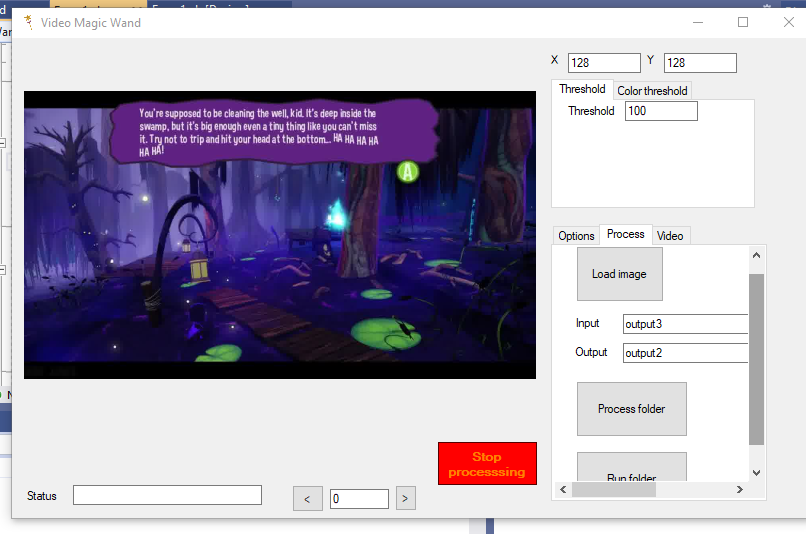 Video Magic Wand
X 128 Y 128
Threshold Color threshold
Threshold 100
You're supposed to be cleaning the well, kid. It's deep inside the
swamp, but it's big enough even a tiny thing like you can't miss
it. Try not to trip and hit your head at the bottom... HA HA HA HA
HA HA!
A
Options Process Video
Load image
Input output3
Output output2
Process folder
Run folder
Stop
processsing
Status
< 0 >